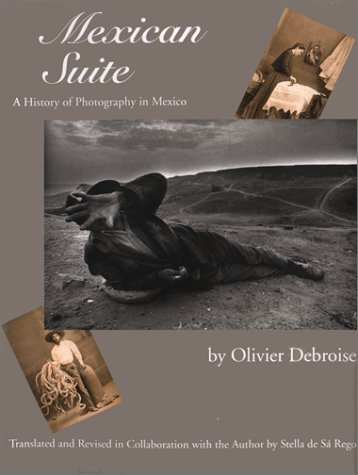 Mexican
Suite
A History of Photography in Mexico
by Olivier Debroise
Translated and Revised in Collaboration with the Author by Stella de Sá Rego